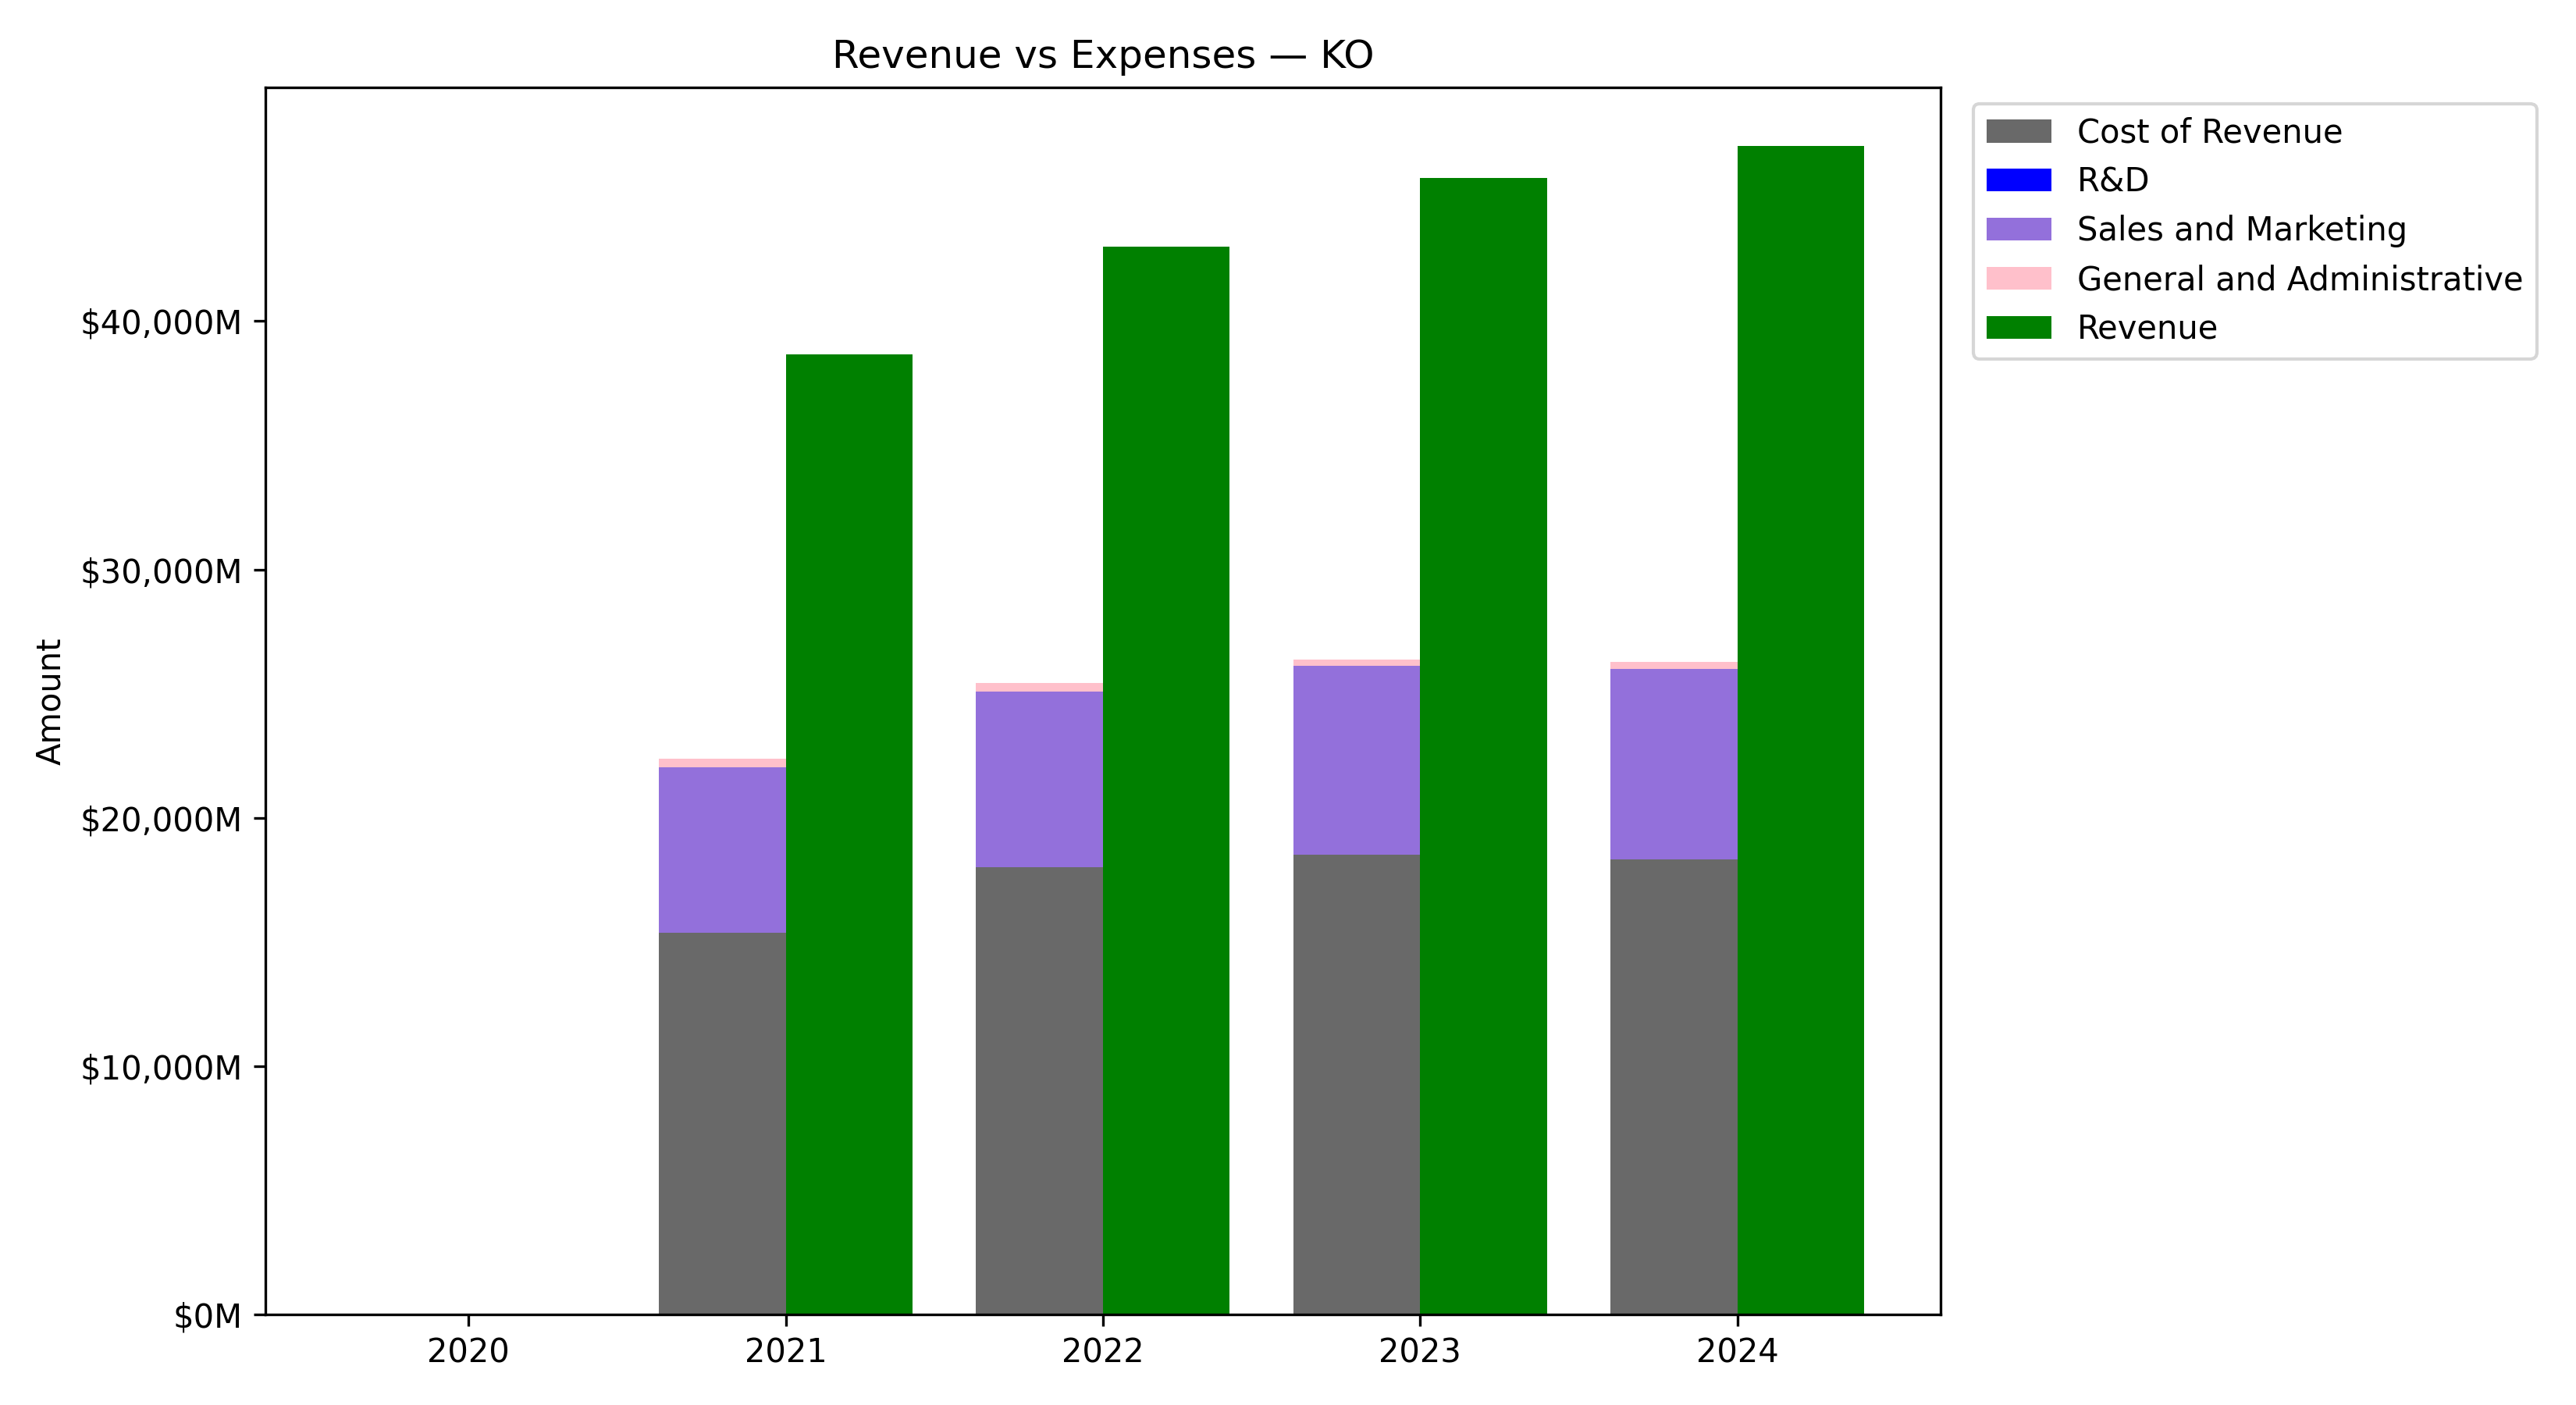 Revenue vs Expenses — KO
Cost of Revenue
R&D
Sales and Marketing
General and Administrative
Revenue
Amount
$40,000M
$30,000M
$20,000M
$10,000M
$0M
2020
2021
2022
2023
2024